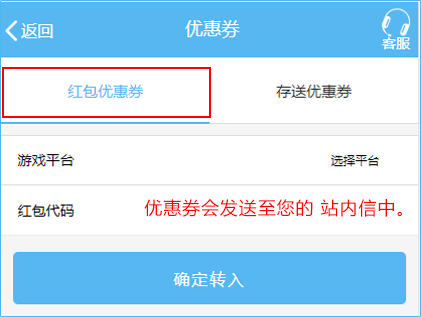 返回
优惠券
客服
红包优惠券
存送优惠券
游戏平台
选择平台
红包代码
优惠券会发送至您的 站内信中。
确定转入